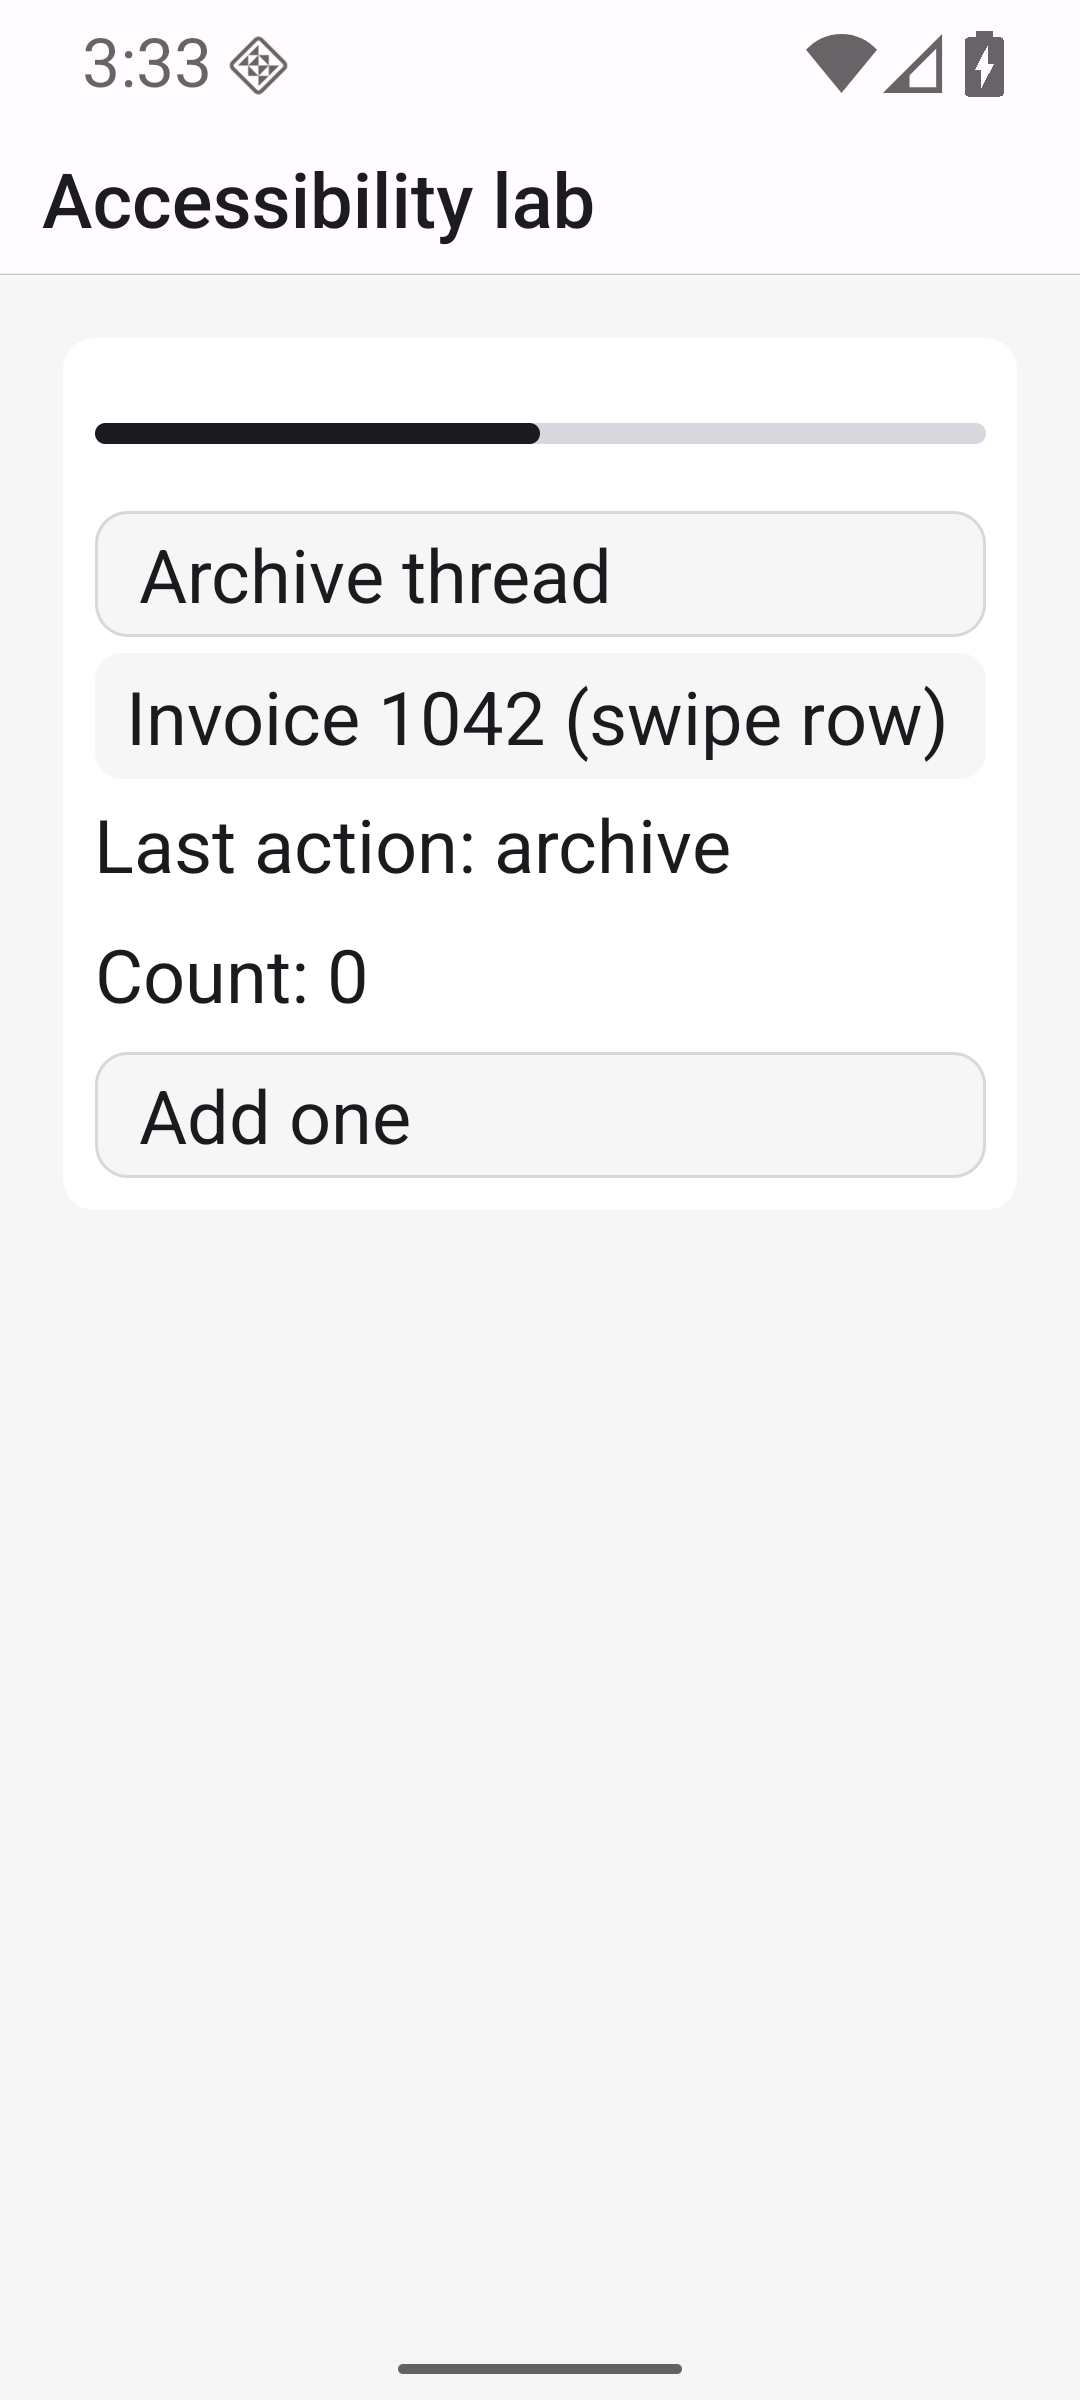 3:33
Accessibility lab
Archive thread
Invoice 1042 (swipe row)
Last action: archive
Count: 0
Add one